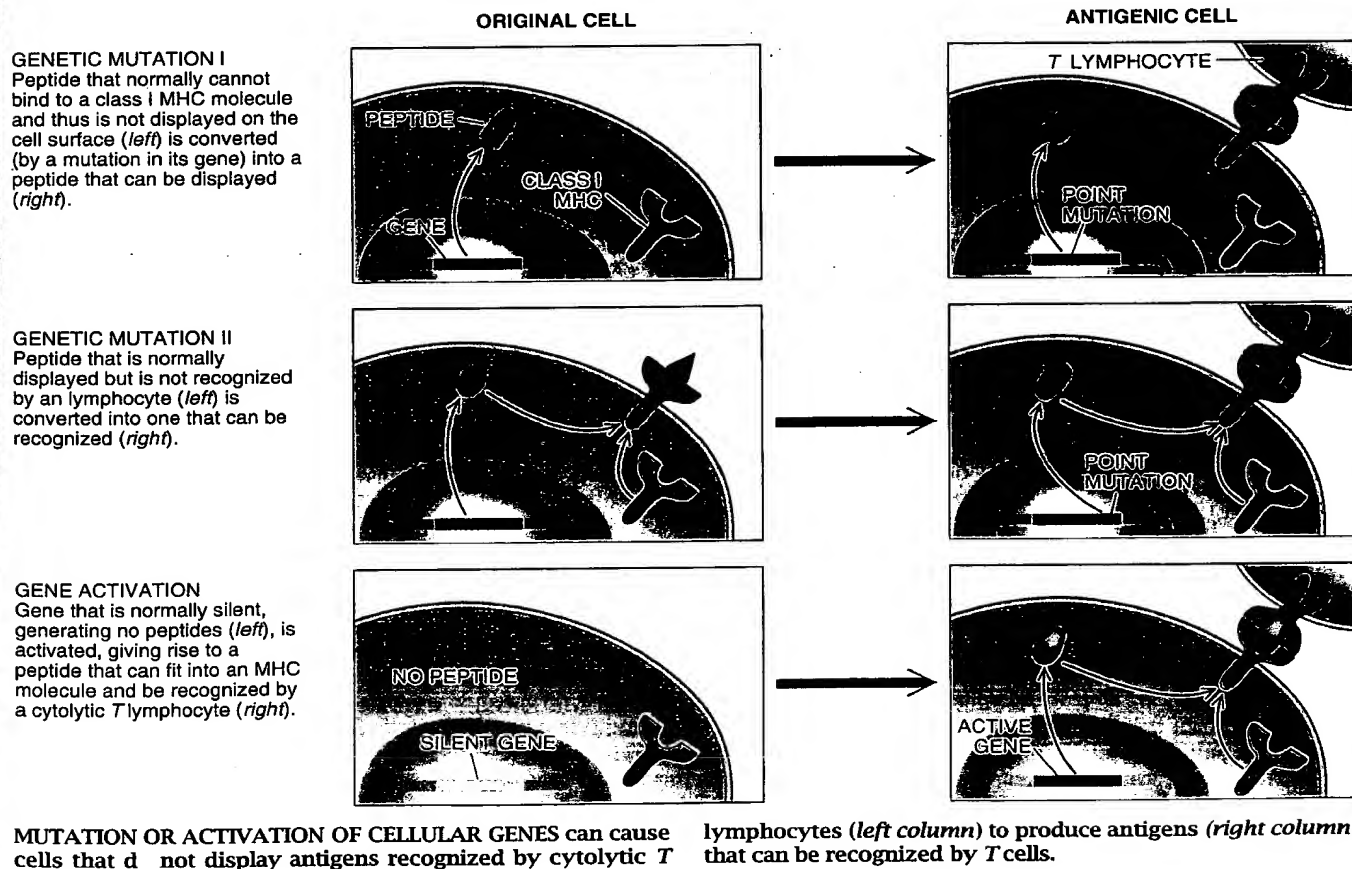 ORIGINAL CELL
ANTIGENIC CELL
GENETIC MUTATION I
Peptide that normally cannot
bind to a class I MHC molecule
and thus is not displayed on the
cell surface (left) is converted
(by a mutation in its gene) into a
peptide that can be displayed
(right).
PEPTIDE
CLASS I
MHC
GENE
T LYMPHOCYTE
POINT
MUTATION
GENETIC MUTATION II
Peptide that is normally
displayed but is not recognized
by an lymphocyte (left) is
converted into one that can be
recognized (right).
POINT
MUTATION
GENE ACTIVATION
Gene that is normally silent,
generating no peptides (left), is
activated, giving rise to a
peptide that can fit into an MHC
molecule and be recognized by
a cytolytic T lymphocyte (right).
NO PEPTIDE
SILENT GENE
ACTIVE
GENE
MUTATION OR ACTIVATION OF CELLULAR GENES can cause
cells that d not display antigens recognized by cytolytic T
lymphocytes (left column) to produce antigens (right column
that can be recognized by T cells.